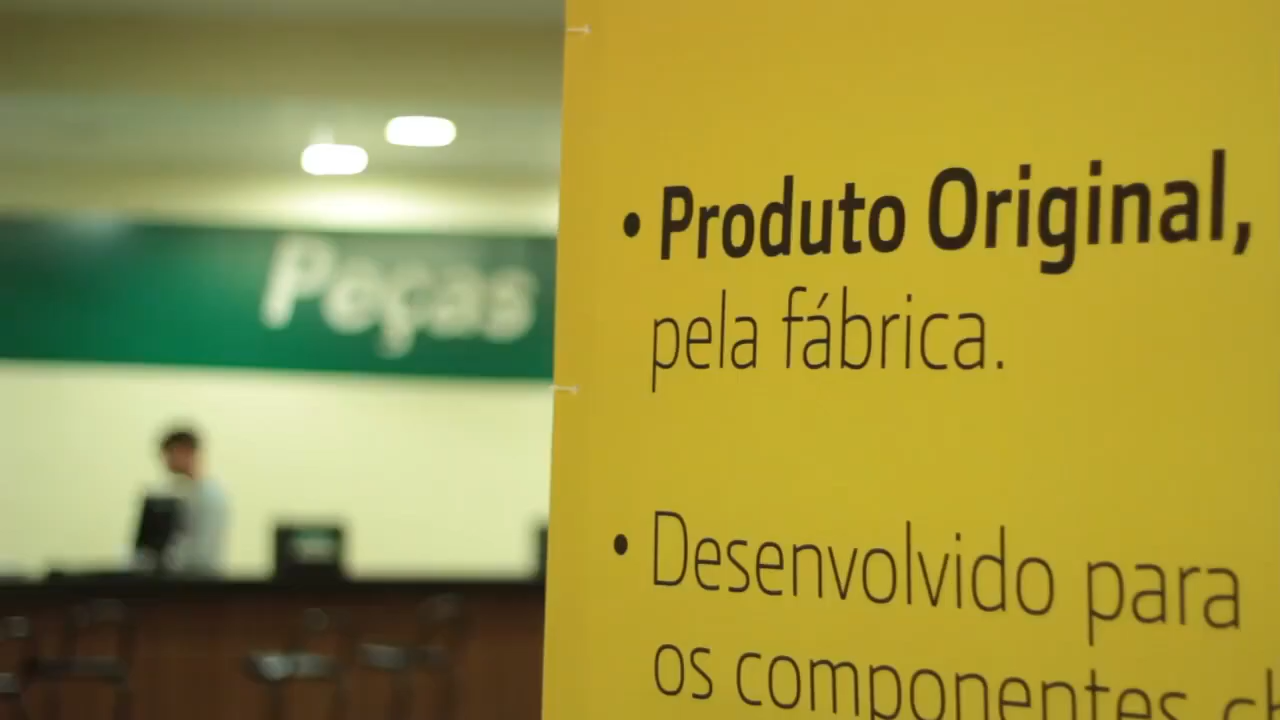 Peças
• Produto Original,
pela fábrica.
• Desenvolvido para
os componentes